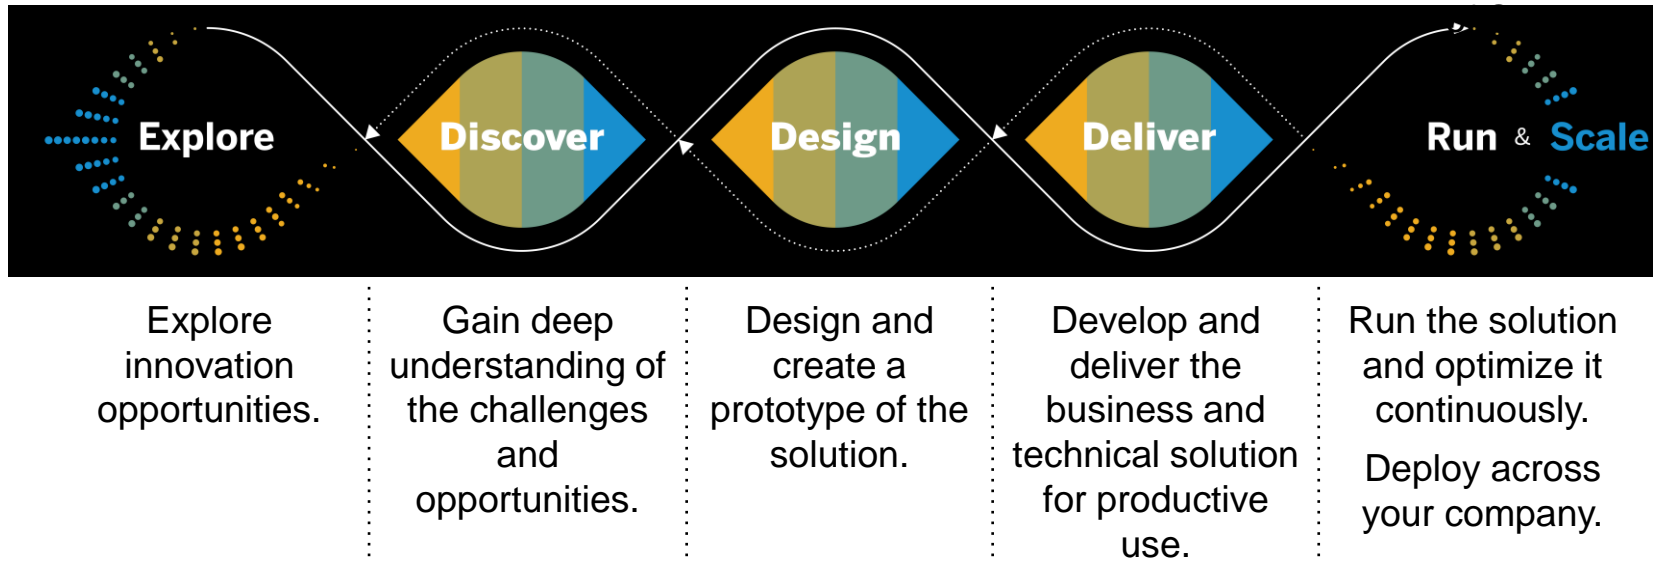 Explore
Discover
Design
Deliver
Run & Scale
Explore
innovation
opportunities.
Gain deep
understanding of
the challenges
and
opportunities.
Design and
create a
prototype of the
solution.
Develop and
deliver the
business and
technical solution
for productive
use.
Run the solution
and optimize it
continuously.
Deploy across
your company.